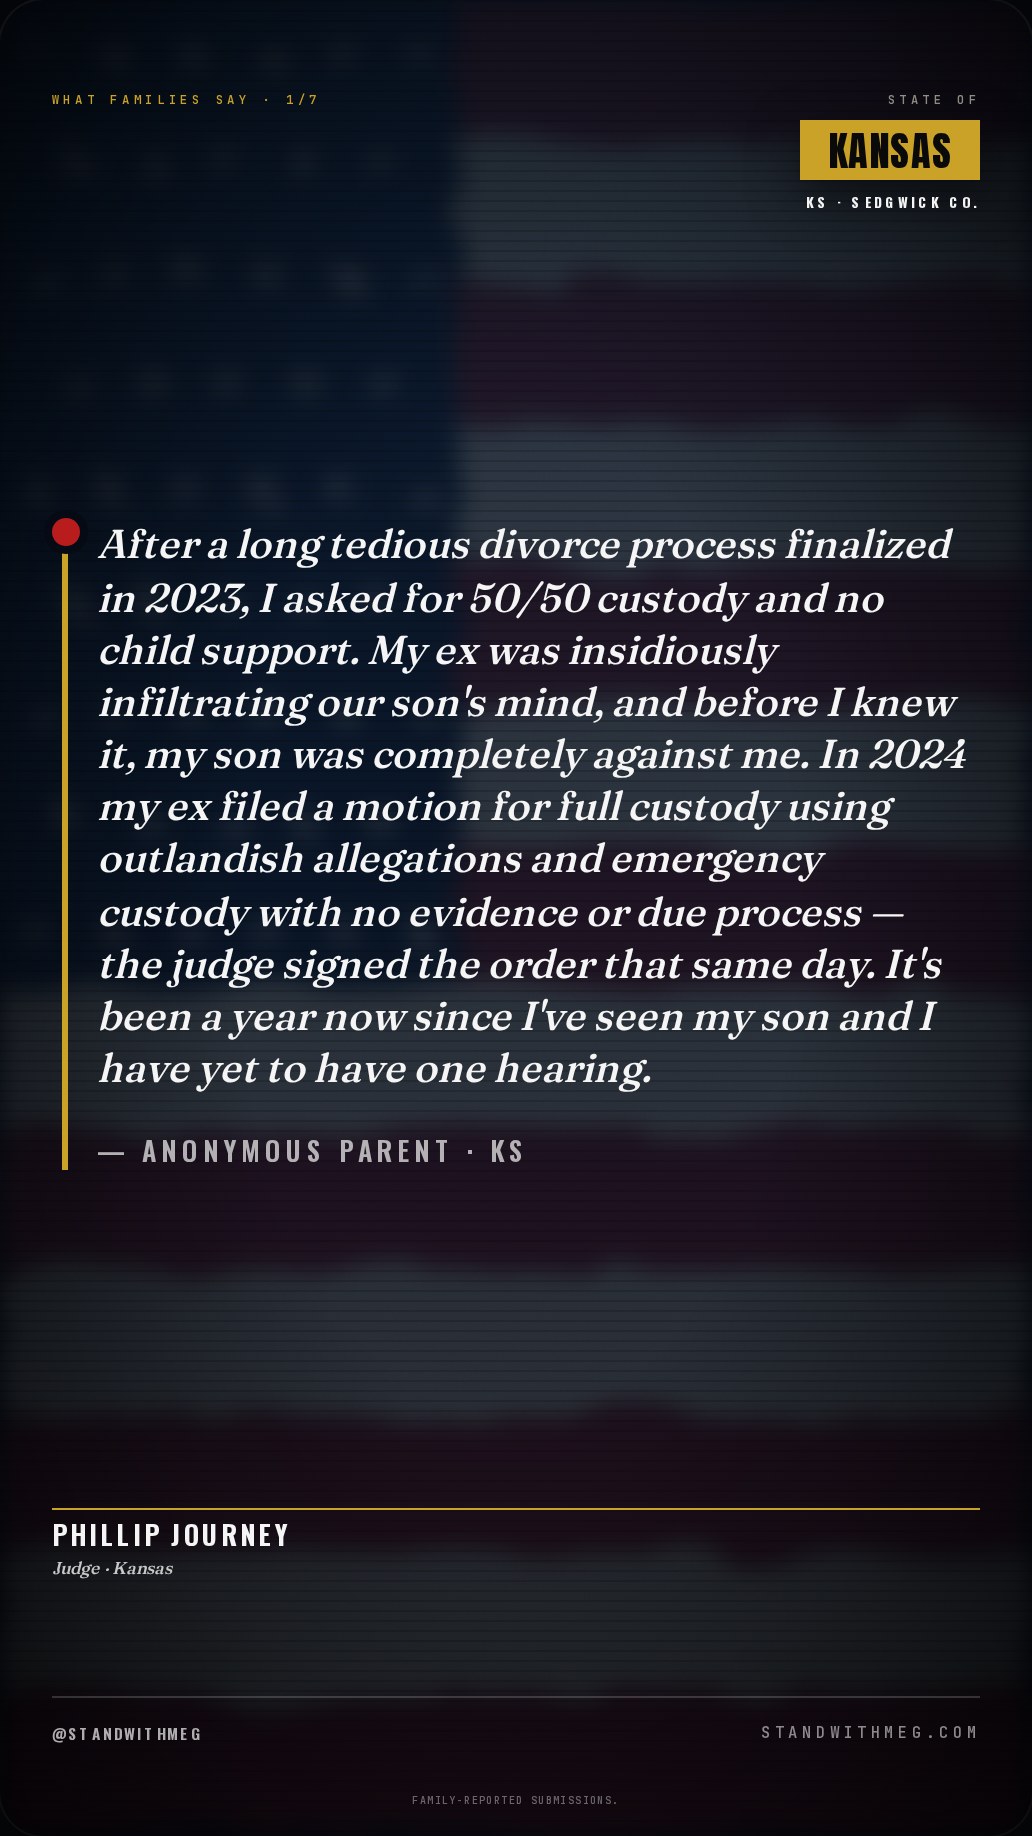 WHAT FAMILIES SAY · 1/7
STATE OF
KANSAS
KS · SEDGWICK CO.
After a long tedious divorce process finalized
in 2023, I asked for 50/50 custody and no
child support. My ex was insidiously
infiltrating our son's mind, and before I knew
it, my son was completely against me. In 2024
my ex filed a motion for full custody using
outlandish allegations and emergency
custody with no evidence or due process —
the judge signed the order that same day. It's
been a year now since I've seen my son and I
have yet to have one hearing.
— ANONYMOUS PARENT · KS
PHILLIP JOURNEY
Judge · Kansas
@STANDWITHMEG
STANDWITHMEG.COM
FAMILY-REPORTED SUBMISSIONS.